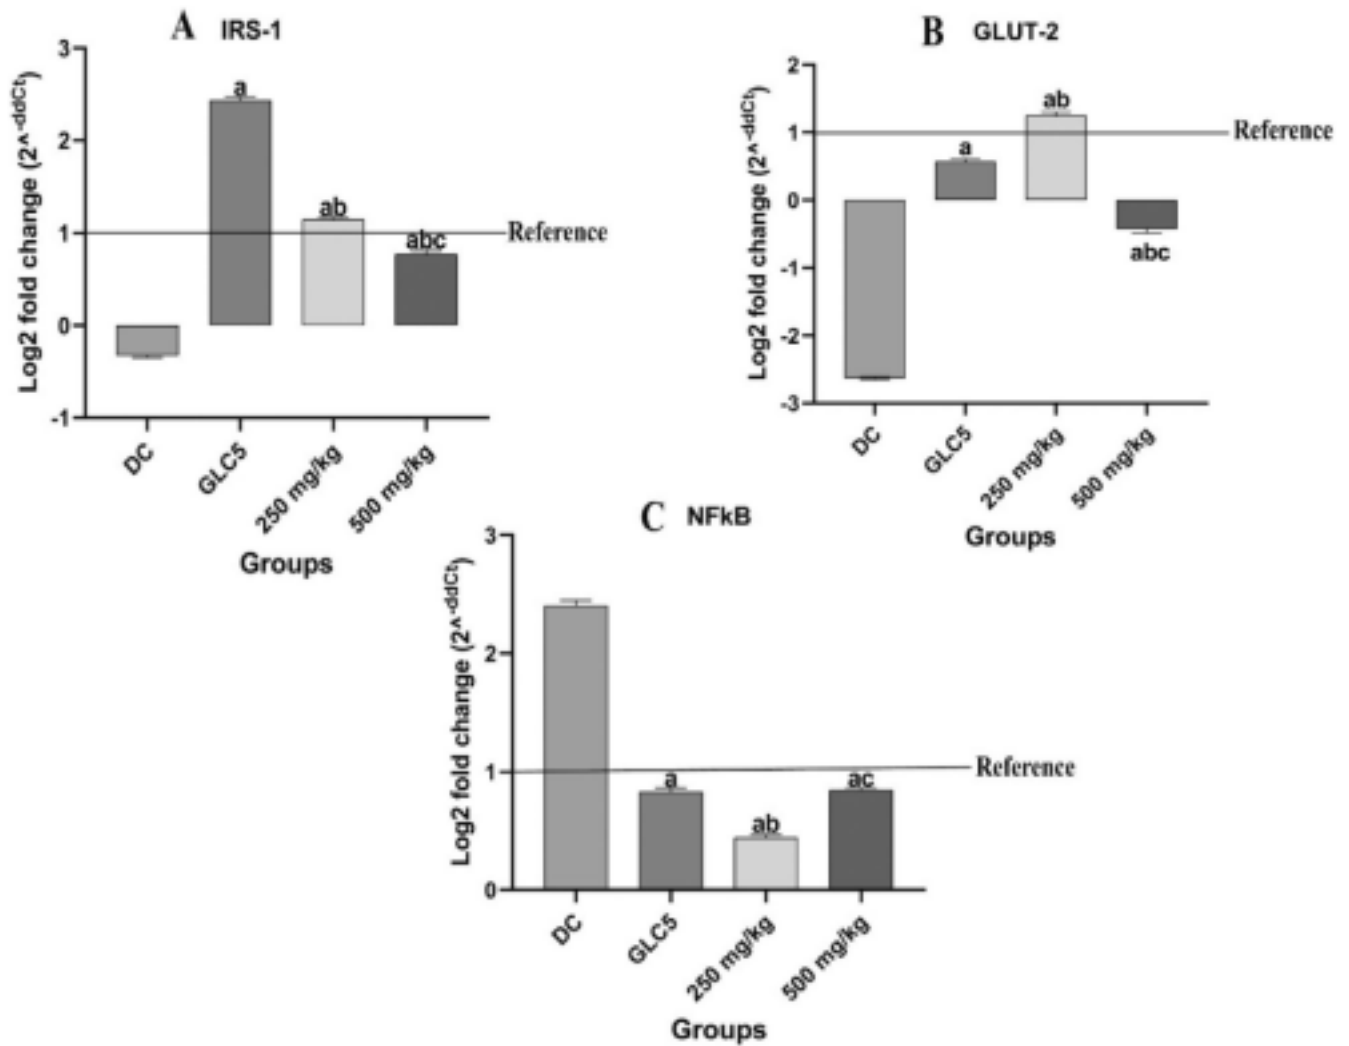 A IRS-1
Log2 fold change (2^-ddCt)
3
2
1
0
-1
a
ab
abc
Reference
DC
GLC5
250 mg/kg
500 mg/kg
Groups
B GLUT-2
Log2 fold change (2^-ddCt)
2
1
0
-1
-2
-3
a
ab
abc
Reference
DC
GLC5
250 mg/kg
500 mg/kg
Groups
C NFkB
Log2 fold change (2^-ddCt)
3
2
1
0
a
ab
ac
Reference
DC
GLC5
250 mg/kg
500 mg/kg
Groups